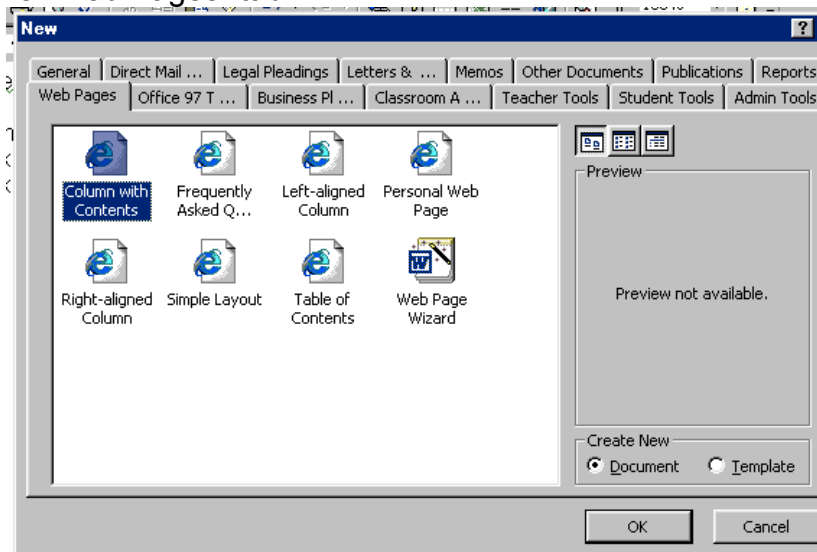 New ?
General Direct Mail ... Legal Pleadings Letters & ... Memos Other Documents Publications Reports
Web Pages Office 97 T ... Business Pl ... Classroom A ... Teacher Tools Student Tools Admin Tools
Column with
Contents
Frequently
Asked Q...
Left-aligned
Column
Personal Web
Page
Right-aligned
Column
Simple Layout
Table of
Contents
Web Page
Wizard
Preview
Preview not available.
Create New
Document Template
OK Cancel